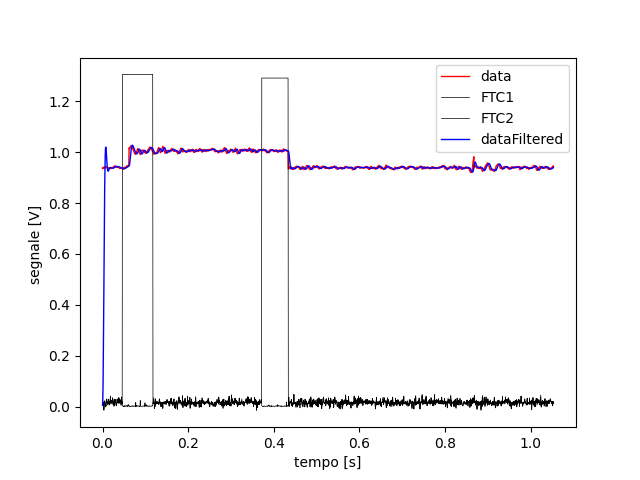 data
FTC1
FTC2
dataFiltered
segnale [V]
1.2
1.0
0.8
0.6
0.4
0.2
0.0
0.0 0.2 0.4 0.6 0.8 1.0
tempo [s]